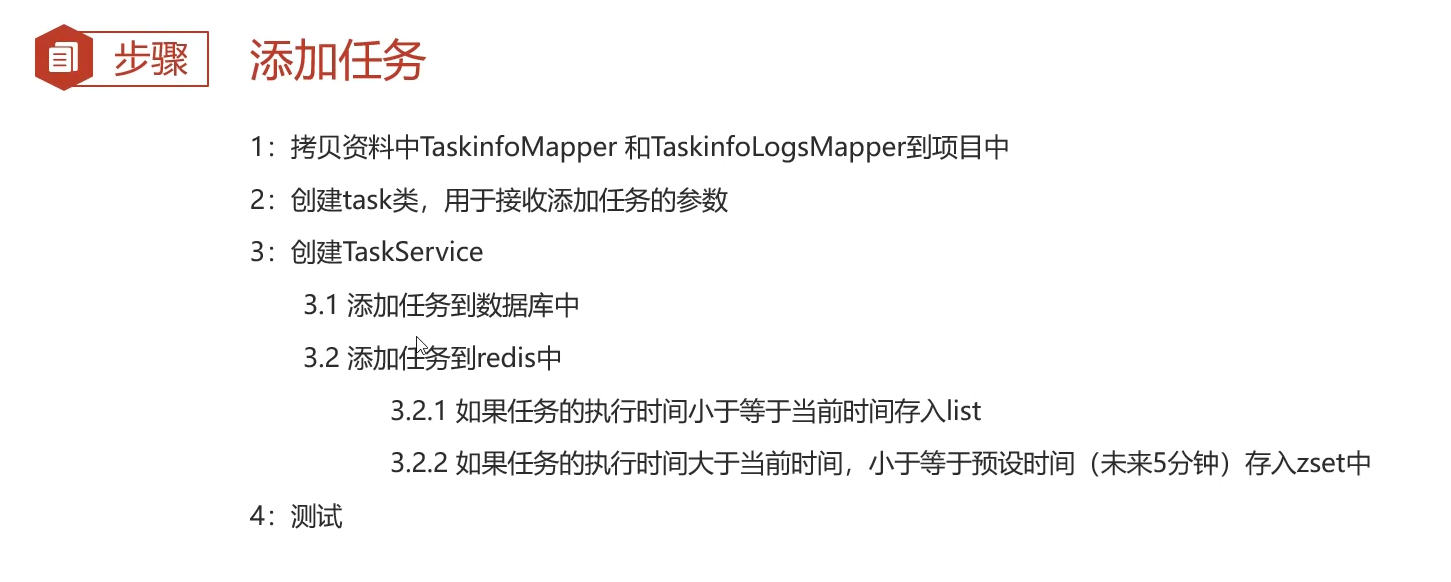 步骤 添加任务
1：拷贝资料中TaskinfoMapper 和TaskinfoLogsMapper到项目中
2：创建task类，用于接收添加任务的参数
3：创建TaskService
3.1 添加任务到数据库中
3.2 添加任务到redis中
3.2.1 如果任务的执行时间小于等于当前时间存入list
3.2.2 如果任务的执行时间大于当前时间，小于等于预设时间（未来5分钟）存入zset中
4：测试